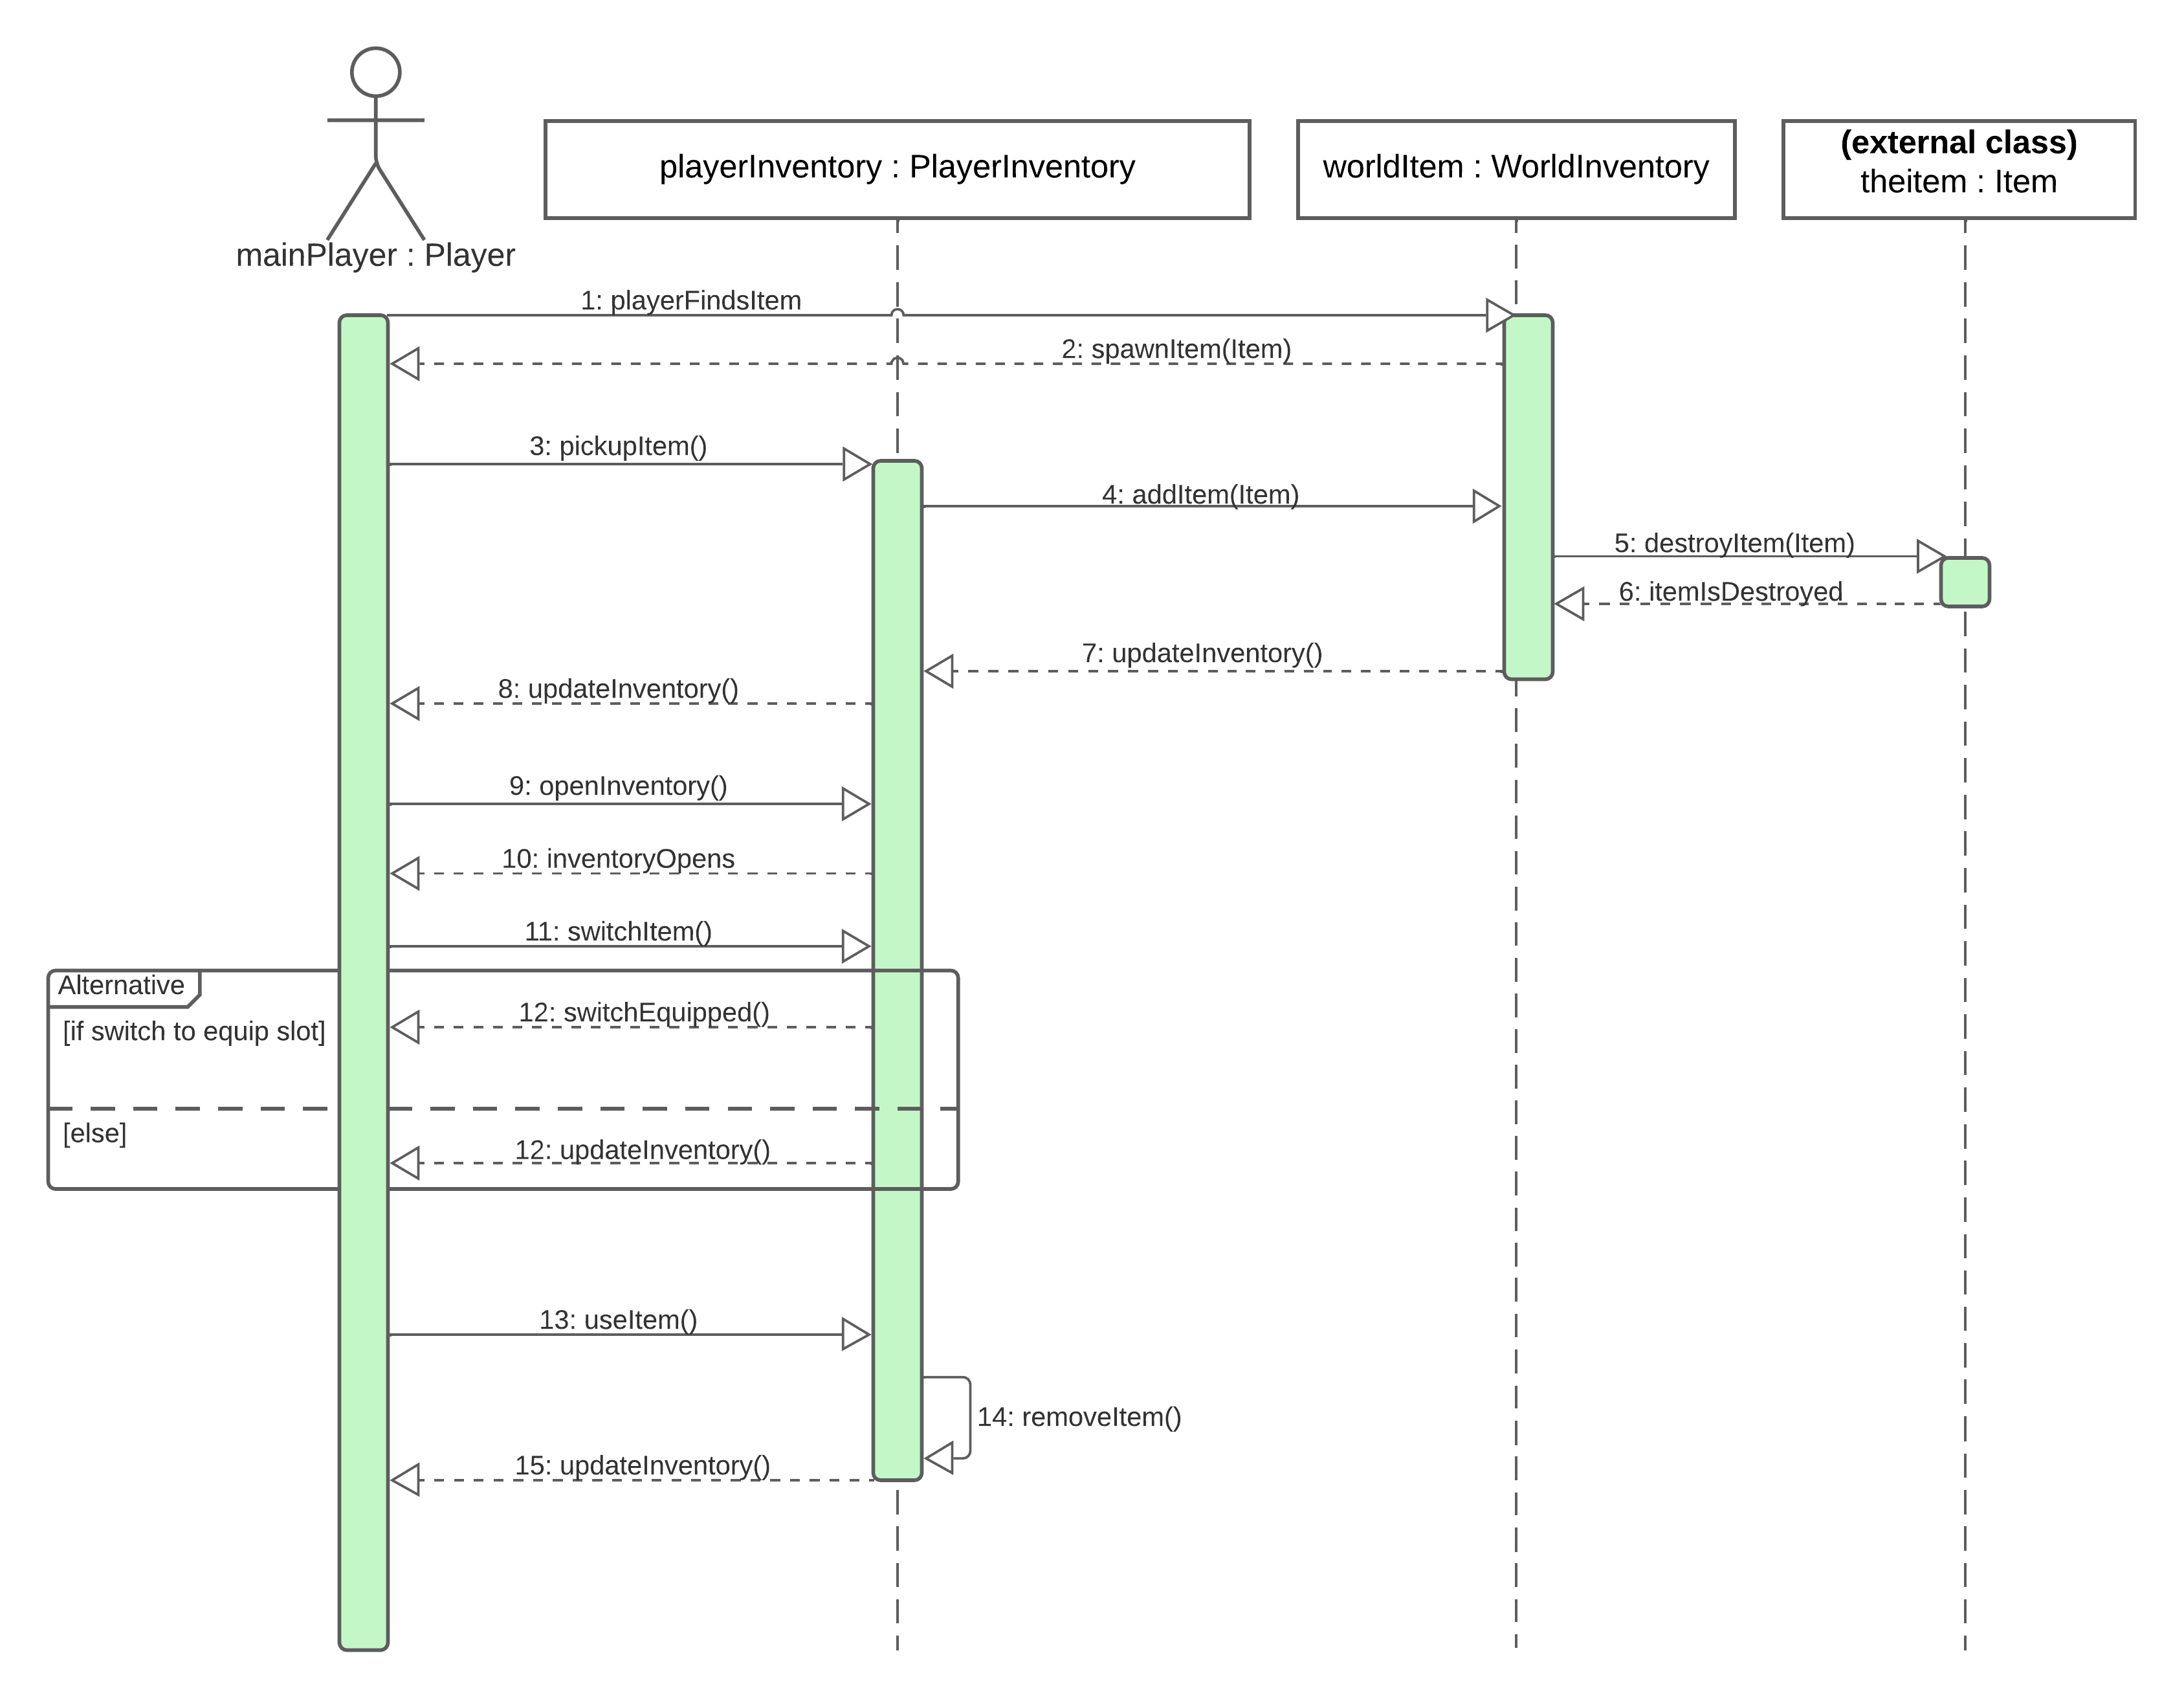 (external class)
playerInventory : PlayerInventory
worldItem : WorldInventory
theitem : Item
mainPlayer : Player
1: playerFindsItem
2: spawnItem(Item)
3: pickupItem()
4: addItem(Item)
5: destroyItem(Item)
6: itemIsDestroyed
7: updateInventory()
8: updateInventory()
9: openInventory()
10: inventoryOpens
11: switchItem()
Alternative
12: switchEquipped()
[if switch to equip slot]
[else]
12: updateInventory()
13: useItem()
14: removeItem()
15: updateInventory()